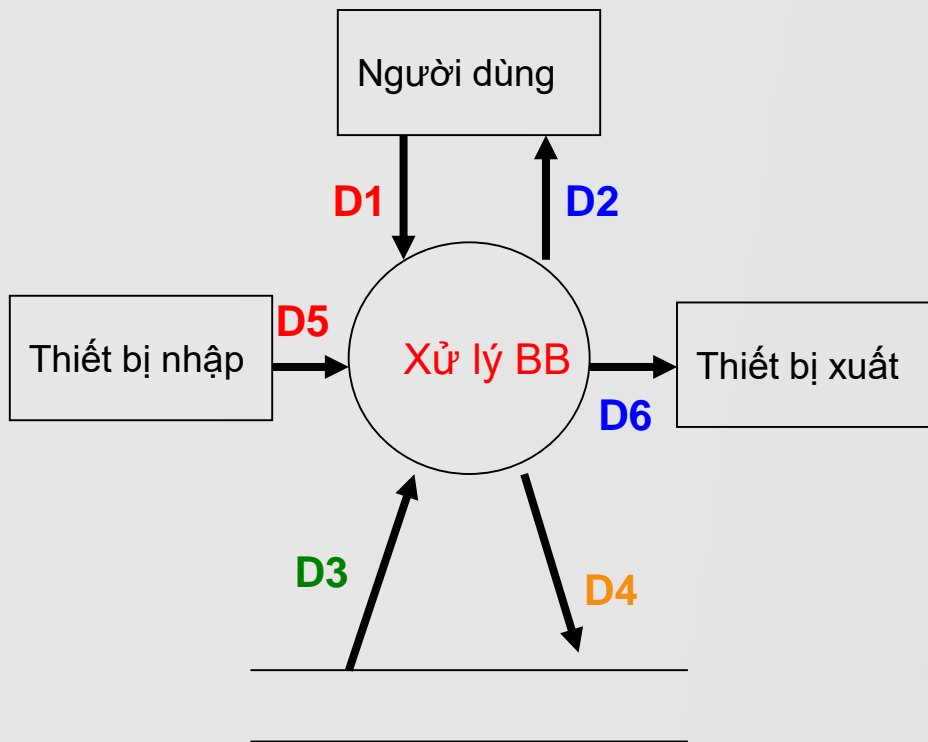 Người dùng
D1
D2
Thiết bị nhập
D5
Xử lý BB
D6
Thiết bị xuất
D3
D4